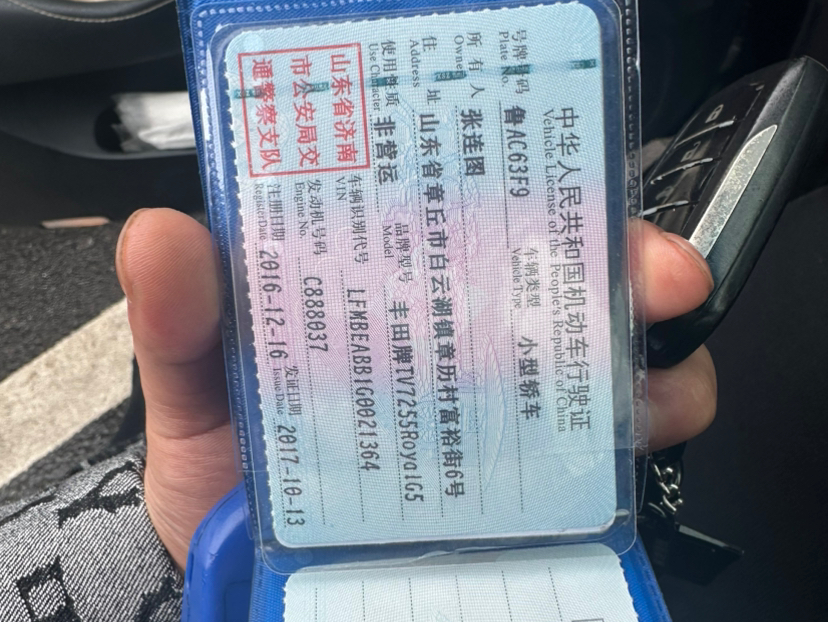 中华人民共和国机动车行驶证
Vehicle License of the People's Republic of China
号牌号码 鲁AC63F9 车辆类型 小型轿车
Plate No. Vehicle Type
所有人 张连图
Owner
住址 山东省章丘市白云湖镇章历村富裕街6号
Address
使用性质 非营运 品牌型号 丰田牌TV7255RoyalG5
Use Character Model
山东省济南
市公安局交
通警察支队
车辆识别代号 LFMBEABB1G0021364
VIN
发动机号码 C888037
Engine No.
注册日期 2016-12-16 发证日期 2017-10-13
Register Date Issue Date